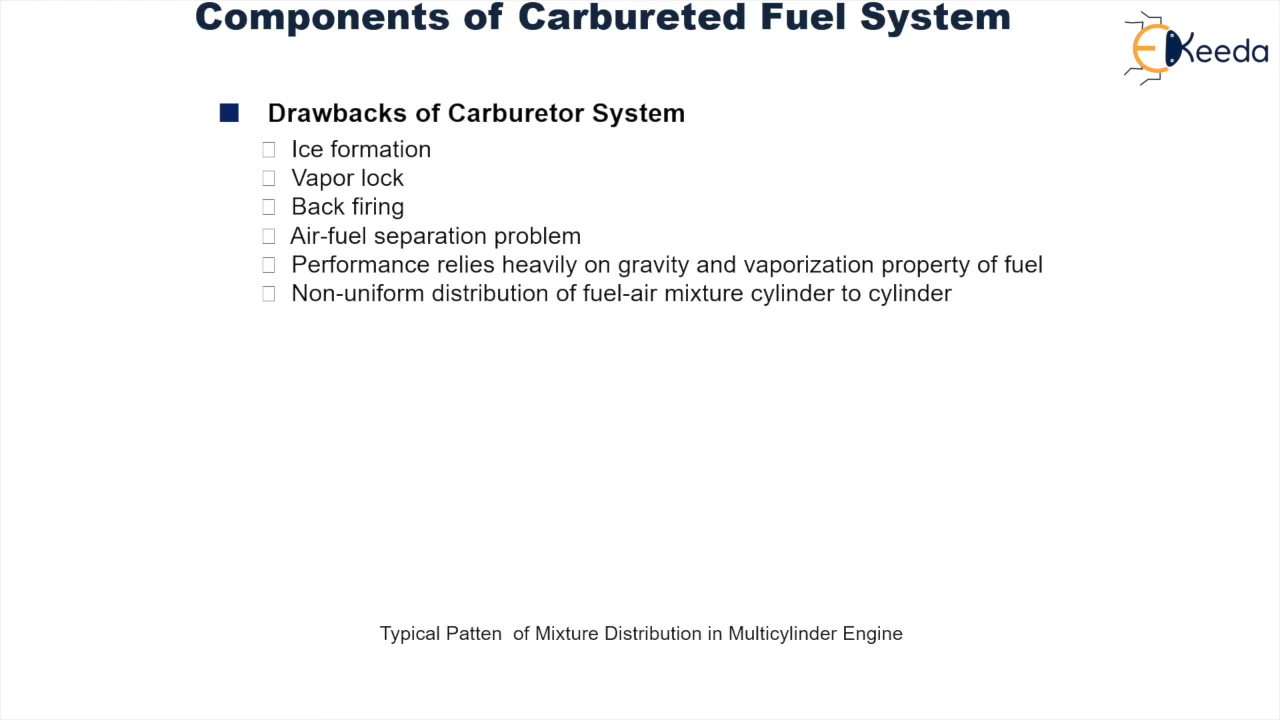 Components of Carbureted Fuel System
EKeeda
Drawbacks of Carburetor System
Ice formation
Vapor lock
Back firing
Air-fuel separation problem
Performance relies heavily on gravity and vaporization property of fuel
Non-uniform distribution of fuel-air mixture cylinder to cylinder
Typical Patten of Mixture Distribution in Multicylinder Engine